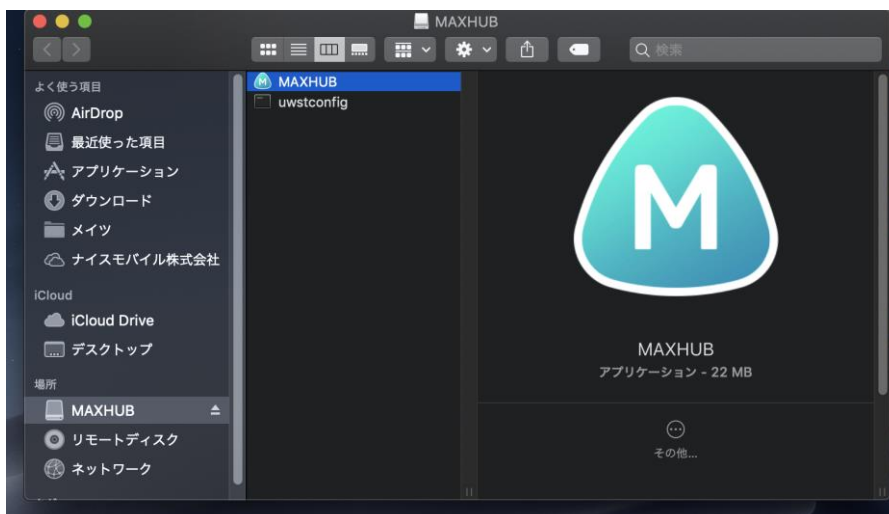 MAXHUB
検索
よく使う項目
AirDrop
最近使った項目
アプリケーション
ダウンロード
メイツ
ナイスモバイル株式会社
iCloud
iCloud Drive
デスクトップ
場所
MAXHUB
リモートディスク
ネットワーク
MAXHUB
uwstconfig
M
MAXHUB
アプリケーション - 22 MB
その他...